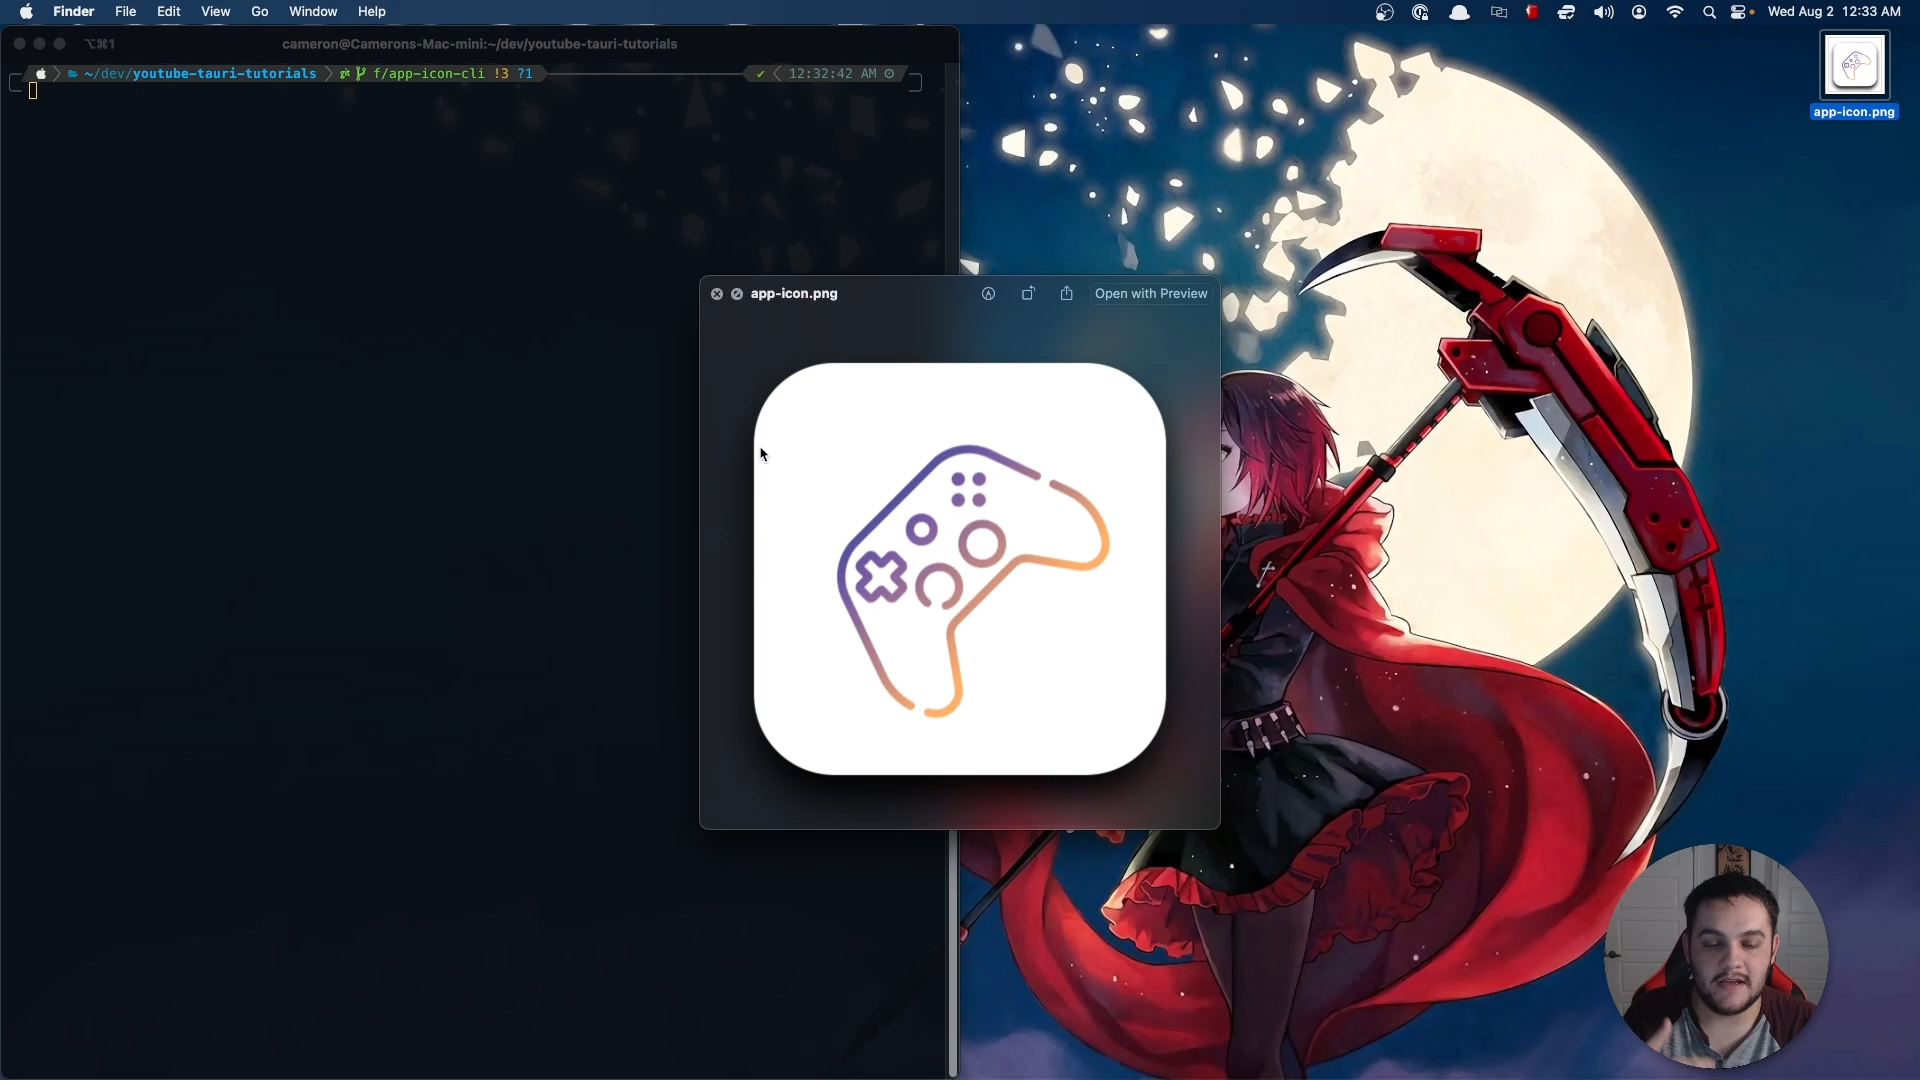 Finder File Edit View Go Window Help
Wed Aug 2 12:33 AM
⌥⌘1 cameron@Camerons-Mac-mini:~/dev/youtube-tauri-tutorials
~/dev/youtube-tauri-tutorials f/app-icon-cli !3 ?1 ✔ 12:32:42 AM
app-icon.png
app-icon.png Open with Preview